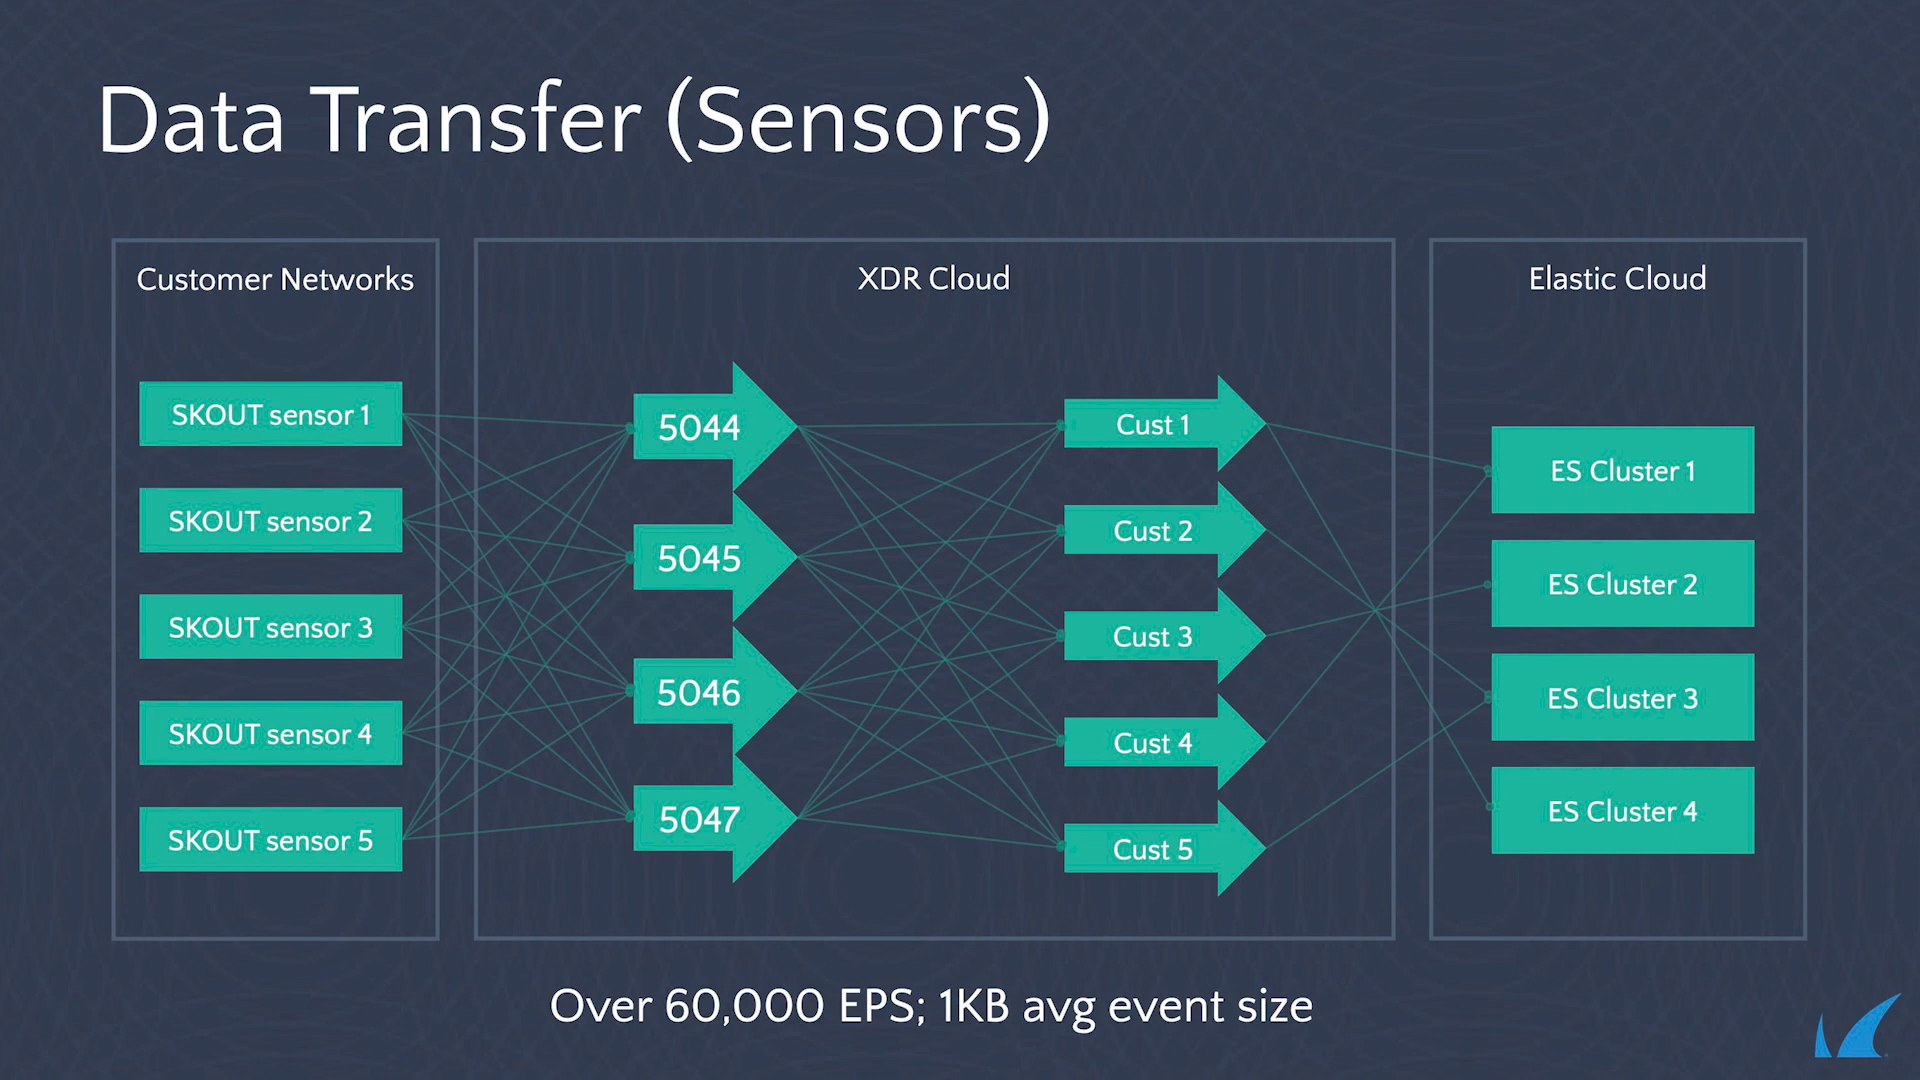 Data Transfer (Sensors)
Customer Networks
SKOUT sensor 1
SKOUT sensor 2
SKOUT sensor 3
SKOUT sensor 4
SKOUT sensor 5
XDR Cloud
5044
5045
5046
5047
Cust 1
Cust 2
Cust 3
Cust 4
Cust 5
Elastic Cloud
ES Cluster 1
ES Cluster 2
ES Cluster 3
ES Cluster 4
Over 60,000 EPS; 1KB avg event size